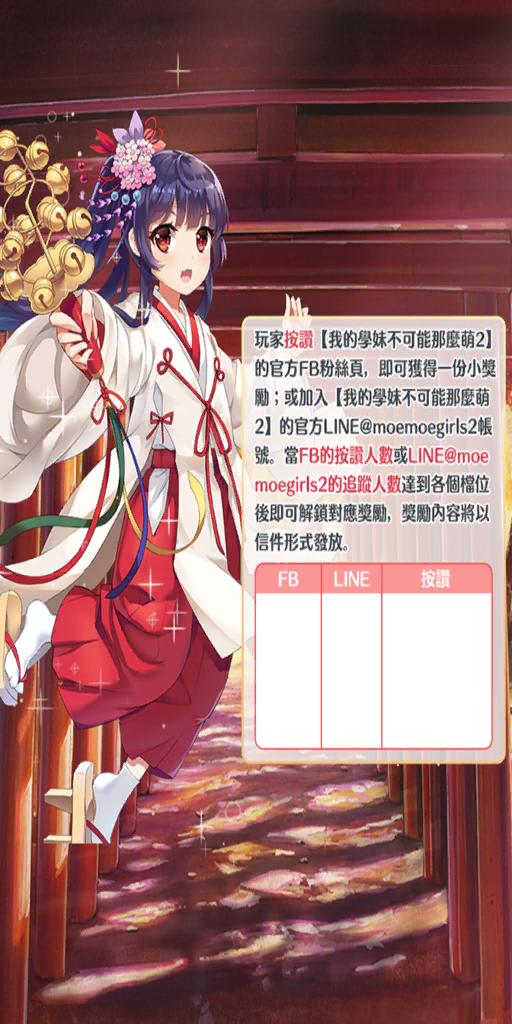 玩家按讚【我的學妹不可能那麼萌2】
的官方FB粉絲頁，即可獲得一份小獎
勵；或加入【我的學妹不可能那麼萌
2】的官方LINE@moemoegirls2帳
號。當FB的按讚人數或LINE@moe
moegirls2的追蹤人數達到各個檔位
後即可解鎖對應獎勵，獎勵內容將以
信件形式發放。
FB LINE 按讚